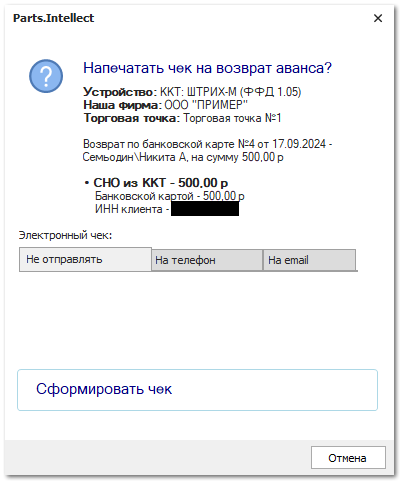 Parts.Intellect
Напечатать чек на возврат аванса?
Устройство: ККТ: ШТРИХ-М (ФФД 1.05)
Наша фирма: ООО "ПРИМЕР"
Торговая точка: Торговая точка №1
Возврат по банковской карте №4 от 17.09.2024 -
Семьодин\Никита А, на сумму 500,00 р
• СНО из ККТ - 500,00 р
Банковской картой - 500,00 р
ИНН клиента -
Электронный чек:
Не отправлять
На телефон
На email
Сформировать чек
Отмена